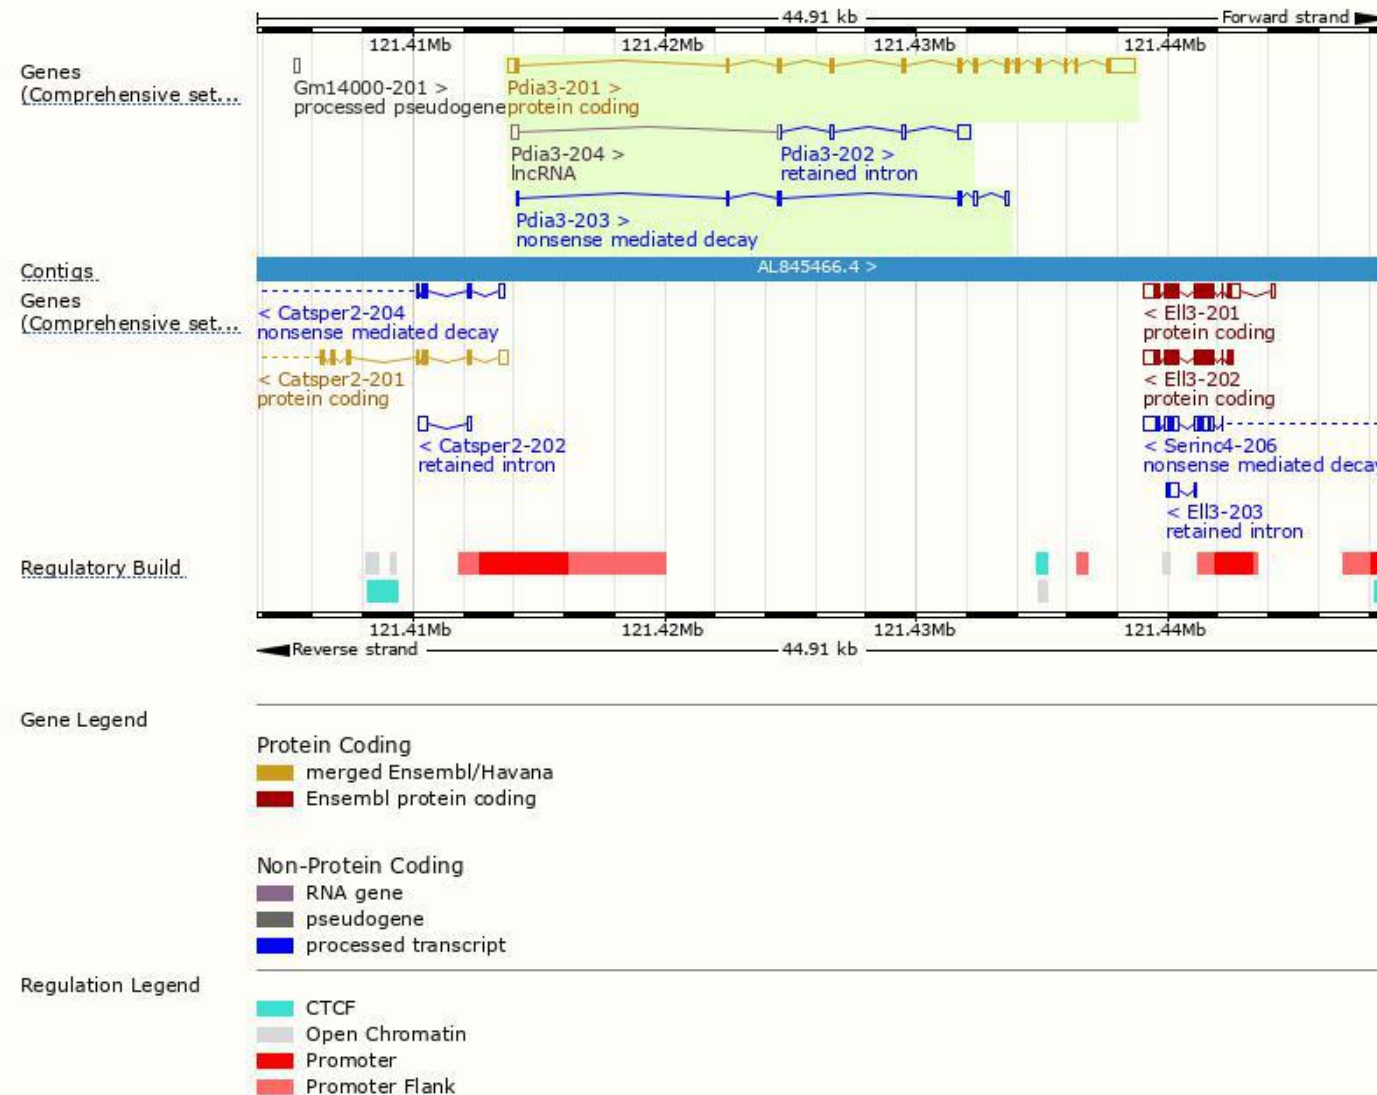 44.91 kb Forward strand
121.41Mb 121.42Mb 121.43Mb 121.44Mb
Genes
(Comprehensive set...
Gm14000-201 > Pdia3-201 >
processed pseudogene protein coding
Pdia3-204 > Pdia3-202 >
lncRNA retained intron
Pdia3-203 >
nonsense mediated decay
Contigs AL845466.4 >
Genes
(Comprehensive set...
< Catsper2-204 < Ell3-201
nonsense mediated decay protein coding
< Catsper2-201 < Ell3-202
protein coding protein coding
< Catsper2-202 < Serinc4-206
retained intron nonsense mediated decay
< Ell3-203
retained intron
Regulatory Build
121.41Mb 121.42Mb 121.43Mb 121.44Mb
Reverse strand 44.91 kb
Gene Legend
Protein Coding
merged Ensembl/Havana
Ensembl protein coding
Non-Protein Coding
RNA gene
pseudogene
processed transcript
Regulation Legend
CTCF
Open Chromatin
Promoter
Promoter Flank